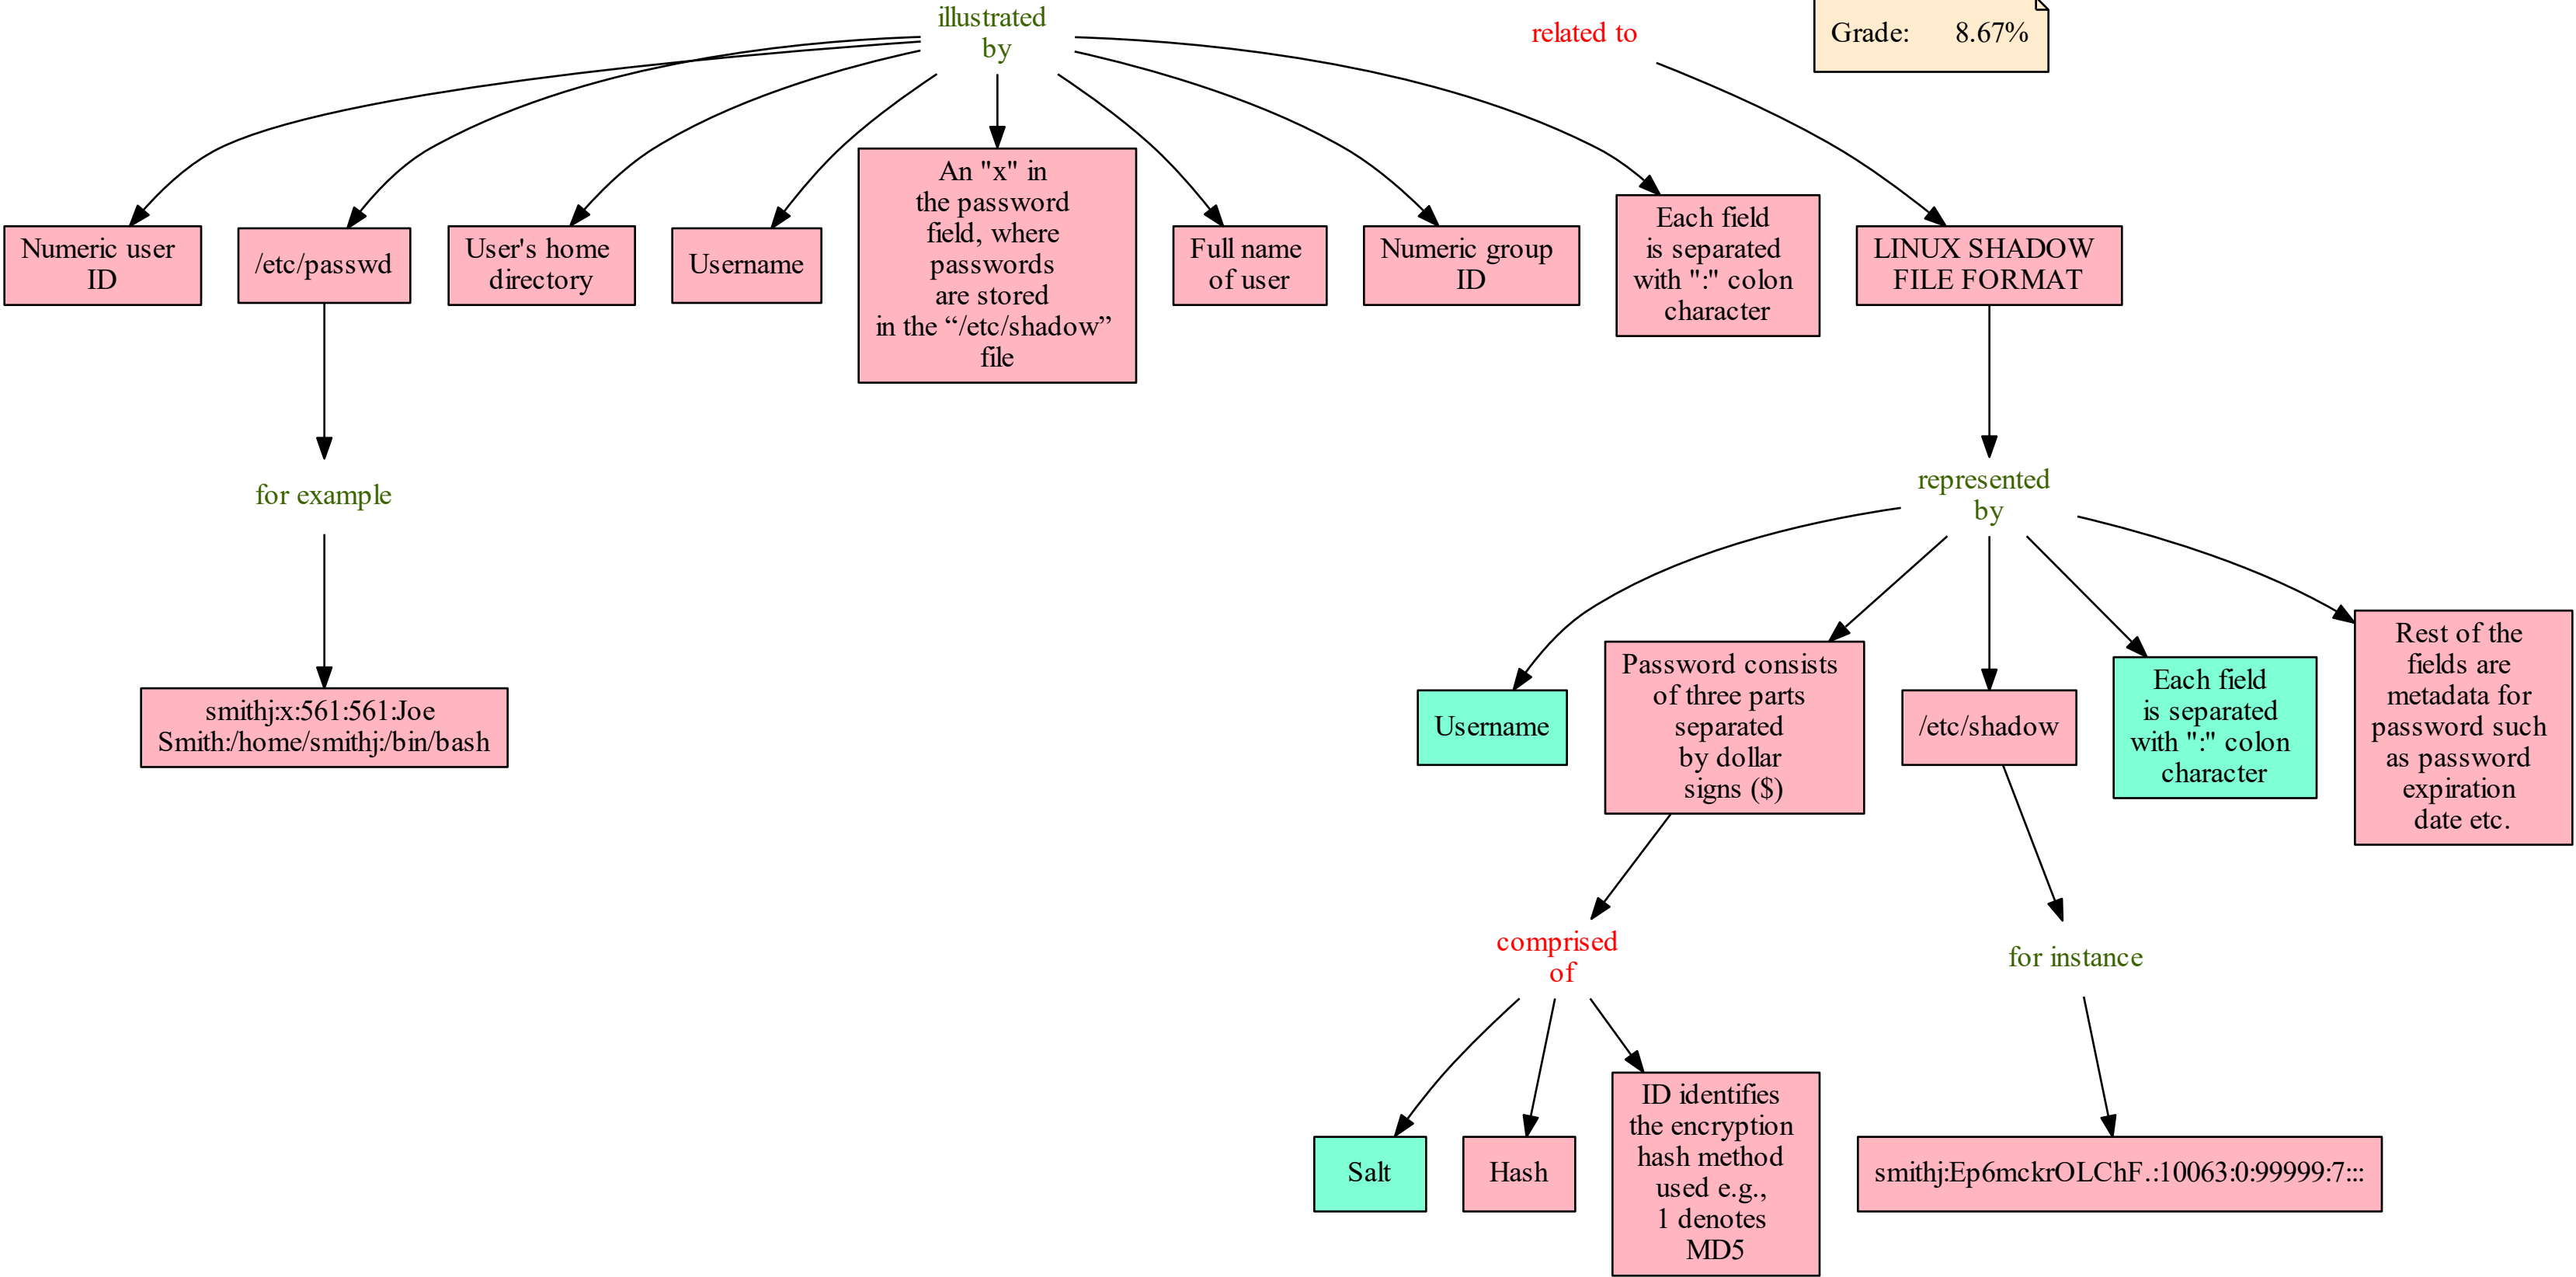 illustrated
by
related to
Grade: 8.67%
Numeric user
ID
/etc/passwd
User's home
directory
Username
An "x" in
the password
field, where
passwords
are stored
in the “/etc/shadow”
file
Full name
of user
Numeric group
ID
Each field
is separated
with ":" colon
character
LINUX SHADOW
FILE FORMAT
for example
represented
by
smithj:x:561:561:Joe
Smith:/home/smithj:/bin/bash
Username
Password consists
of three parts
separated
by dollar
signs ($)
/etc/shadow
Each field
is separated
with ":" colon
character
Rest of the
fields are
metadata for
password such
as password
expiration
date etc.
comprised
of
for instance
Salt
Hash
ID identifies
the encryption
hash method
used e.g.,
1 denotes
MD5
smithj:Ep6mckrOLChF.:10063:0:99999:7:::